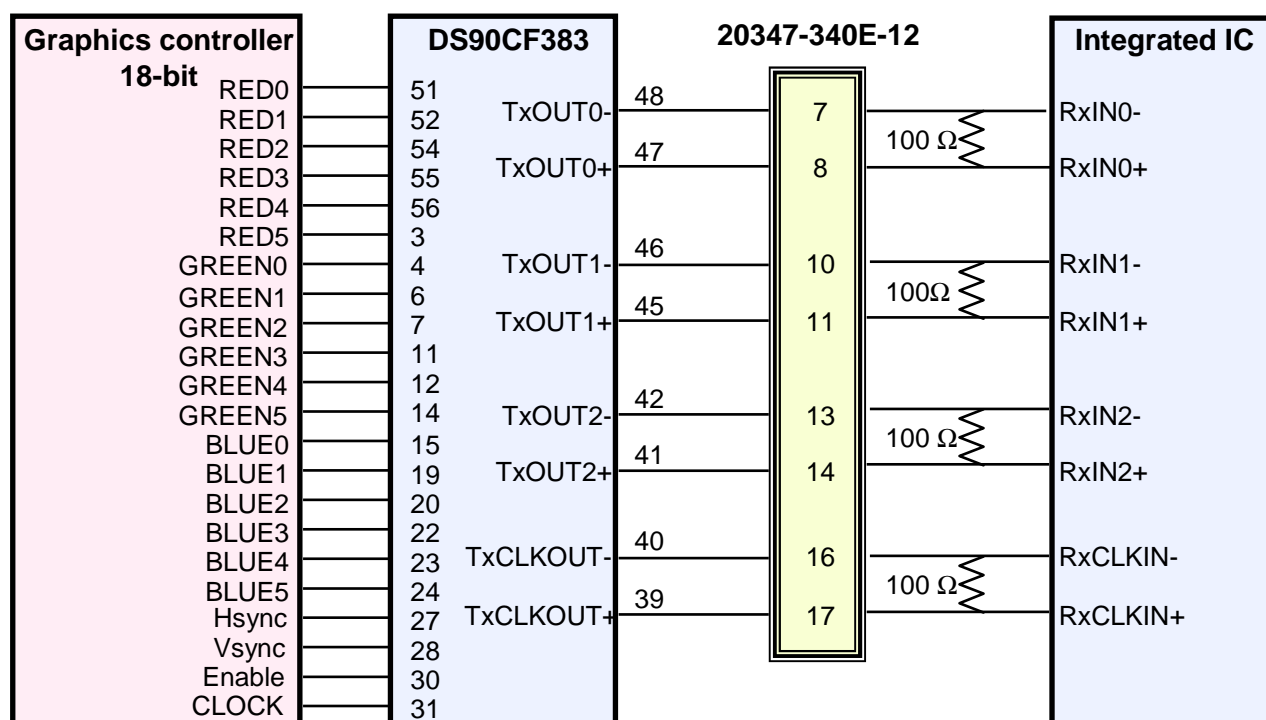 Graphics controller
18-bit
DS90CF383
20347-340E-12
Integrated IC
RED0 51
RED1 52
RED2 54
RED3 55
RED4 56
RED5 3
GREEN0 4
GREEN1 6
GREEN2 7
GREEN3 11
GREEN4 12
GREEN5 14
BLUE0 15
BLUE1 19
BLUE2 20
BLUE3 22
BLUE4 23
BLUE5 24
Hsync 27
Vsync 28
Enable 30
CLOCK 31
TxOUT0- 48 7 RxIN0-
100 Ω
TxOUT0+ 47 8 RxIN0+
TxOUT1- 46 10 RxIN1-
100Ω
TxOUT1+ 45 11 RxIN1+
TxOUT2- 42 13 RxIN2-
100 Ω
TxOUT2+ 41 14 RxIN2+
TxCLKOUT- 40 16 RxCLKIN-
100 Ω
TxCLKOUT+ 39 17 RxCLKIN+